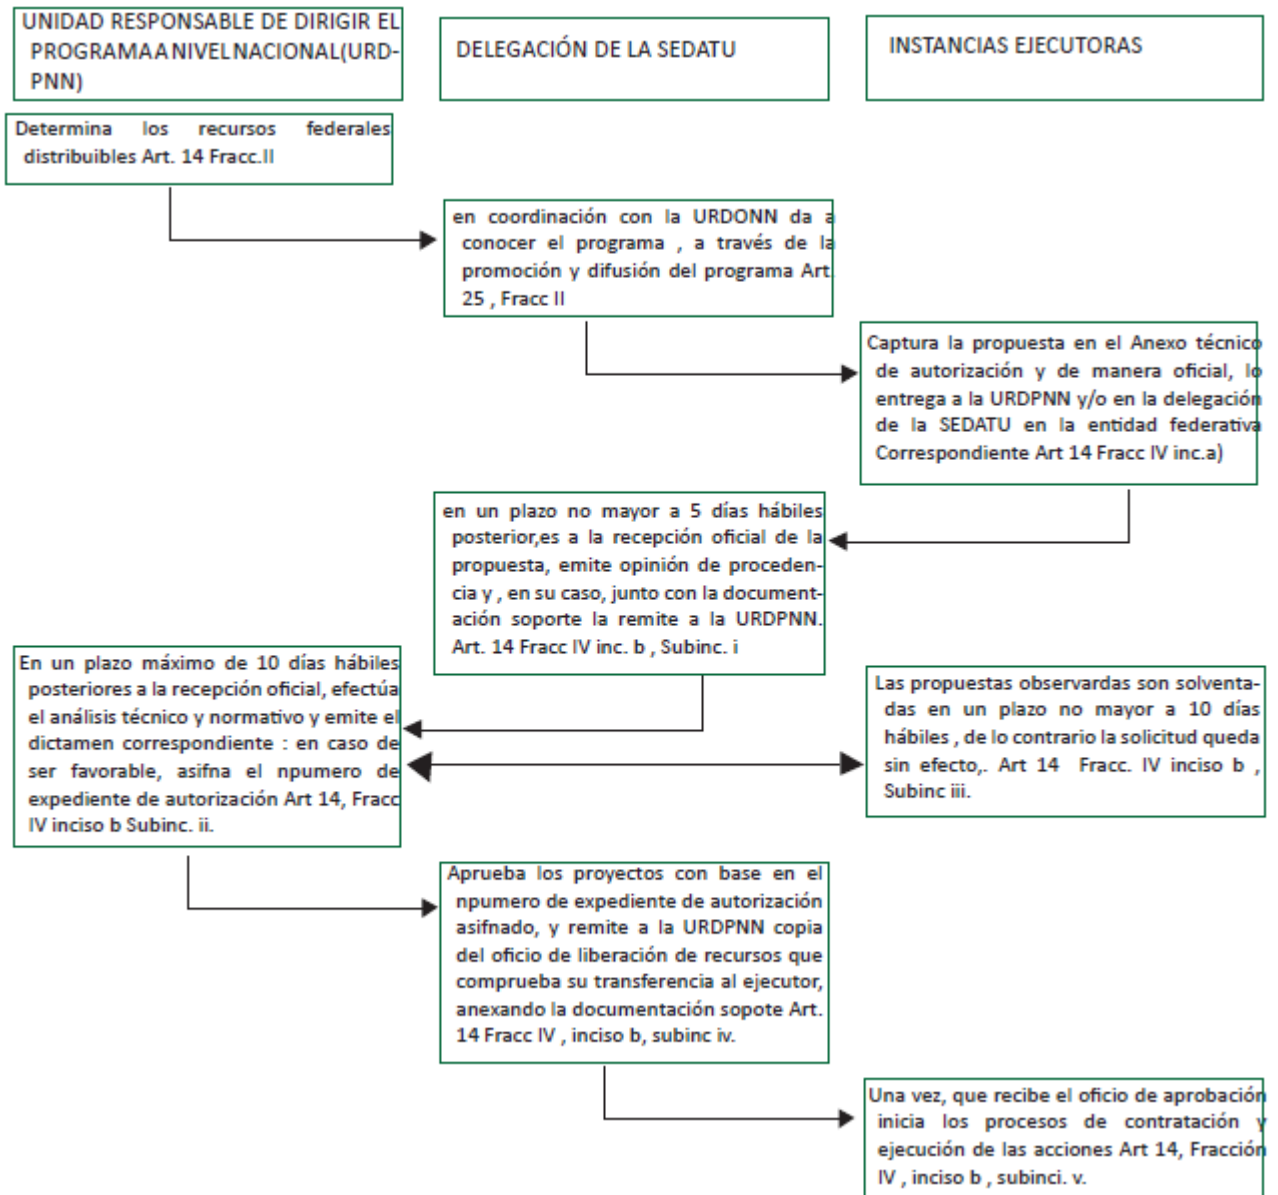 UNIDAD RESPONSABLE DE DIRIGIR EL
PROGRAMA A NIVEL NACIONAL(URD-
PNN)
DELEGACIÓN DE LA SEDATU
INSTANCIAS EJECUTORAS
Determina los recursos federales
distribuibles Art. 14 Fracc.II
en coordinación con la URDONN da a
conocer el programa , a través de la
promoción y difusión del programa Art.
25 , Fracc II
Captura la propuesta en el Anexo técnico
de autorización y de manera oficial, lo
entrega a la URDPNN y/o en la delegación
de la SEDATU en la entidad federativa
Correspondiente Art 14 Fracc IV inc.a)
en un plazo no mayor a 5 días hábiles
posterior,es a la recepción oficial de la
propuesta, emite opinión de proceden-
cia y , en su caso, junto con la document-
ación soporte la remite a la URDPNN.
Art. 14 Fracc IV inc. b , Subinc. i
En un plazo máximo de 10 días hábiles
posteriores a la recepción oficial, efectúa
el análisis técnico y normativo y emite el
dictamen correspondiente : en caso de
ser favorable, asifna el npumero de
expediente de autorización Art 14, Fracc
IV inciso b Subinc. ii.
Las propuestas observardas son solventa-
das en un plazo no mayor a 10 días
hábiles , de lo contrario la solicitud queda
sin efecto,. Art 14 Fracc. IV inciso b ,
Subinc iii.
Aprueba los proyectos con base en el
npumero de expediente de autorización
asifnado, y remite a la URDPNN copia
del oficio de liberación de recursos que
comprueba su transferencia al ejecutor,
anexando la documentación sopote Art.
14 Fracc IV , inciso b, subinc iv.
Una vez, que recibe el oficio de aprobación
inicia los procesos de contratación y
ejecución de las acciones Art 14, Fracción
IV , inciso b , subinci. v.